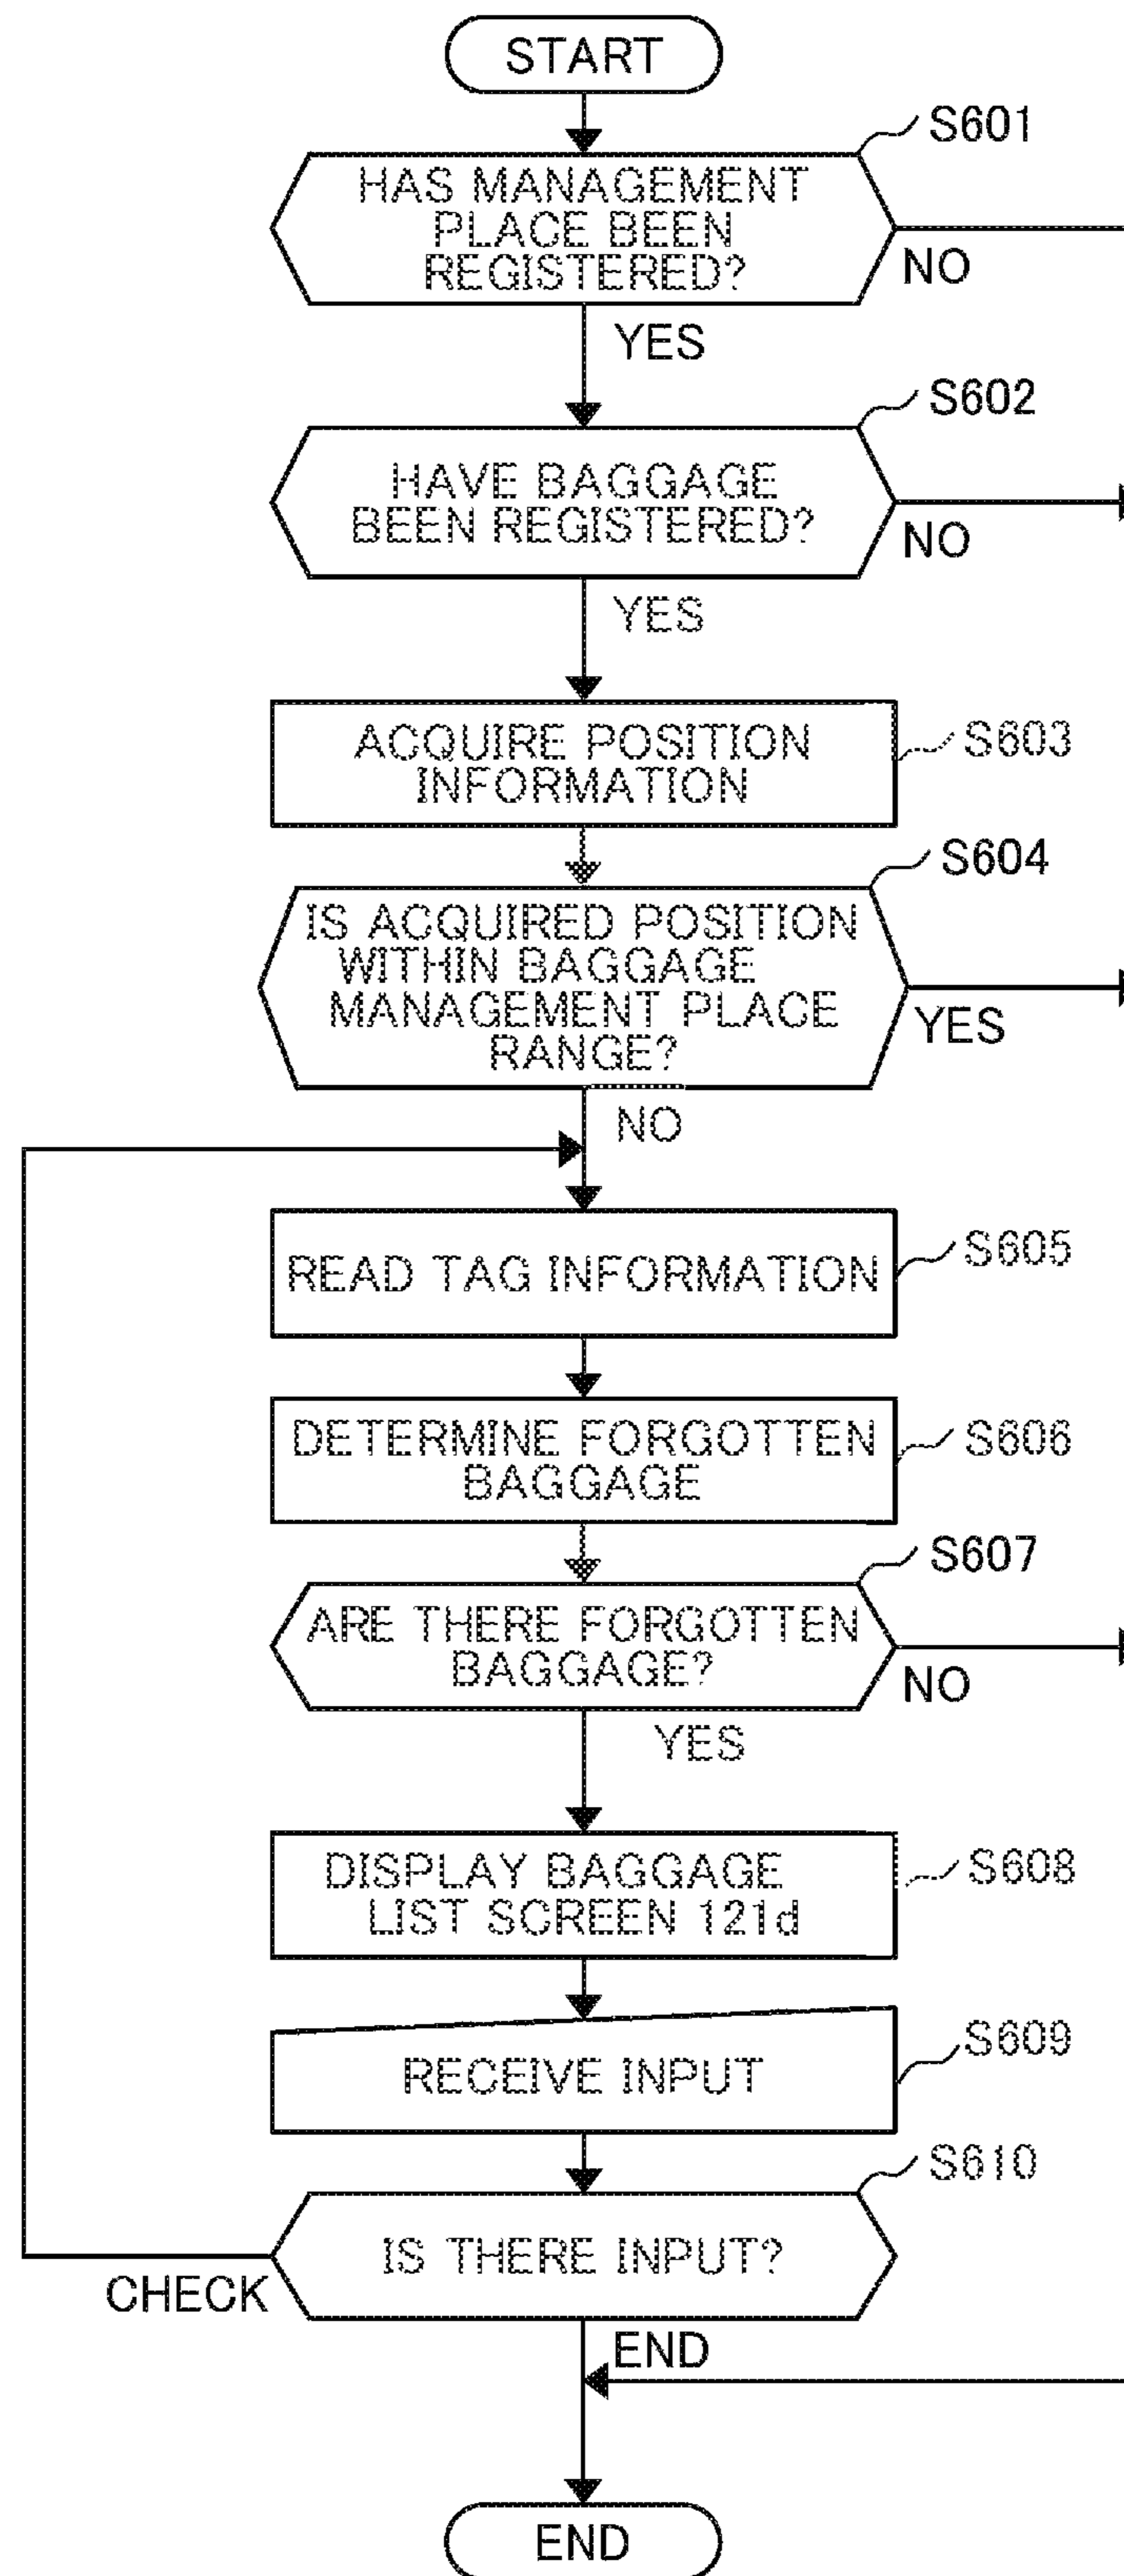 START
S601
HAS MANAGEMENT
PLACE BEEN
REGISTERED?
NO
YES
S602
HAVE BAGGAGE
BEEN REGISTERED?
NO
YES
ACQUIRE POSITION
INFORMATION
S603
S604
IS ACQUIRED POSITION
WITHIN BAGGAGE
MANAGEMENT PLACE
RANGE?
YES
NO
READ TAG INFORMATION
S605
DETERMINE FORGOTTEN
BAGGAGE
S606
S607
ARE THERE FORGOTTEN
BAGGAGE?
NO
YES
DISPLAY BAGGAGE
LIST SCREEN 121d
S608
RECEIVE INPUT
S609
S610
IS THERE INPUT?
CHECK
END
END